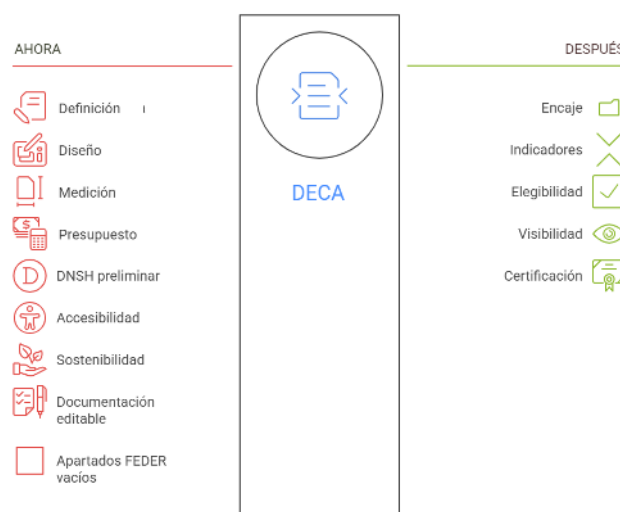 AHORA
Definición
Diseño
Medición
Presupuesto
DNSH preliminar
Accesibilidad
Sostenibilidad
Documentación
editable
Apartados FEDER
vacíos
DECA
DESPUÉS
Encaje
Indicadores
Elegibilidad
Visibilidad
Certificación